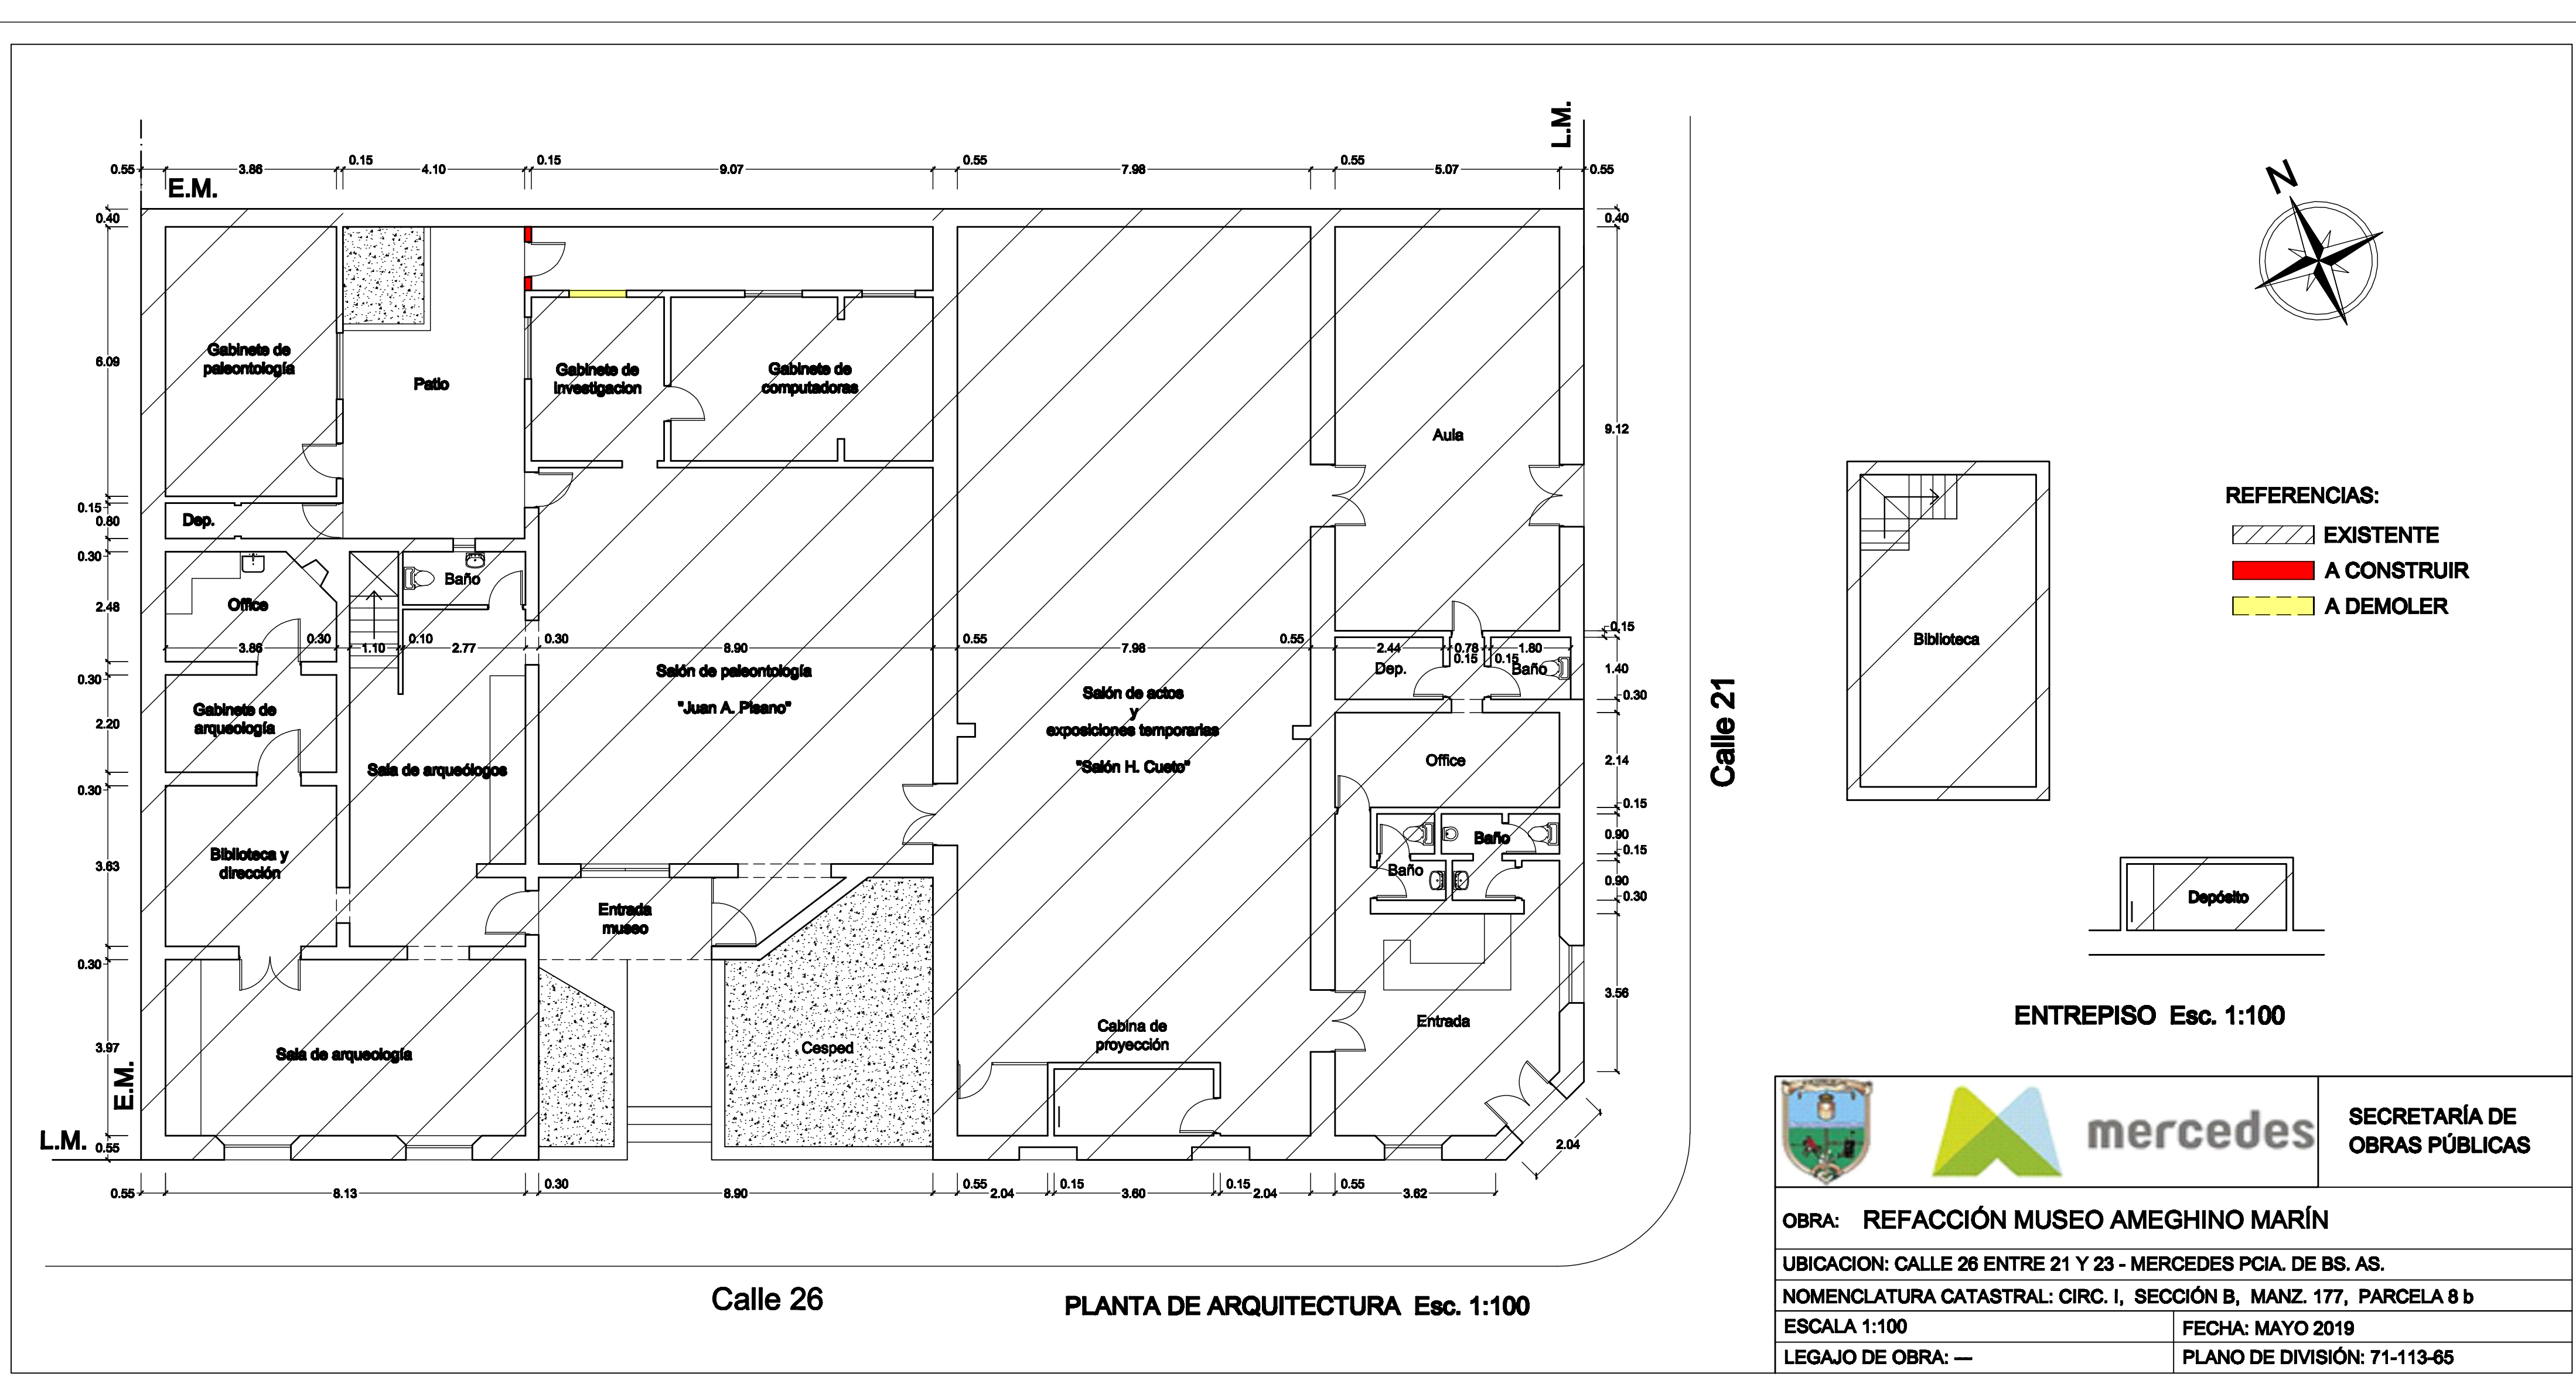 L.M.
0.55
3.86
0.15
4.10
0.15
9.07
0.55
7.98
0.55
5.07
0.55
E.M.
0.40
6.09
0.15
0.80
0.30
2.48
0.30
2.20
0.30
3.63
0.30
3.97
0.55
E.M.
L.M.
0.40
9.12
0.15
1.40
0.30
2.14
0.15
0.90
0.15
0.90
0.30
3.56
2.04
Gabinete de
paleontología
Patio
Gabinete de
investigacion
Gabinete de
computadoras
Aula
Dep.
Baño
Office
3.86
0.30
1.10
0.10
2.77
0.30
8.90
0.55
7.98
0.55
2.44
0.15
0.78
0.15
1.80
Dep.
Baño
Salón de paleontología
"Juan A. Pisano"
Salón de actos
y
exposiciones temporarias
"Salón H. Cueto"
Gabinete de
arqueología
Sala de arqueólogos
Office
Baño
Baño
Biblioteca y
dirección
Entrada
museo
Sala de arqueología
Cesped
Cabina de
proyección
Entrada
0.55
8.13
0.30
8.90
0.55
2.04
0.15
3.60
0.15
2.04
0.55
3.62
Calle 21
Calle 26
PLANTA DE ARQUITECTURA Esc. 1:100
N
REFERENCIAS:
EXISTENTE
A CONSTRUIR
A DEMOLER
Biblioteca
Depósito
ENTREPISO Esc. 1:100
mercedes
SECRETARÍA DE
OBRAS PÚBLICAS
OBRA: REFACCIÓN MUSEO AMEGHINO MARÍN
UBICACION: CALLE 26 ENTRE 21 Y 23 - MERCEDES PCIA. DE BS. AS.
NOMENCLATURA CATASTRAL: CIRC. I, SECCIÓN B, MANZ. 177, PARCELA 8 b
ESCALA 1:100
FECHA: MAYO 2019
LEGAJO DE OBRA: —
PLANO DE DIVISIÓN: 71-113-65